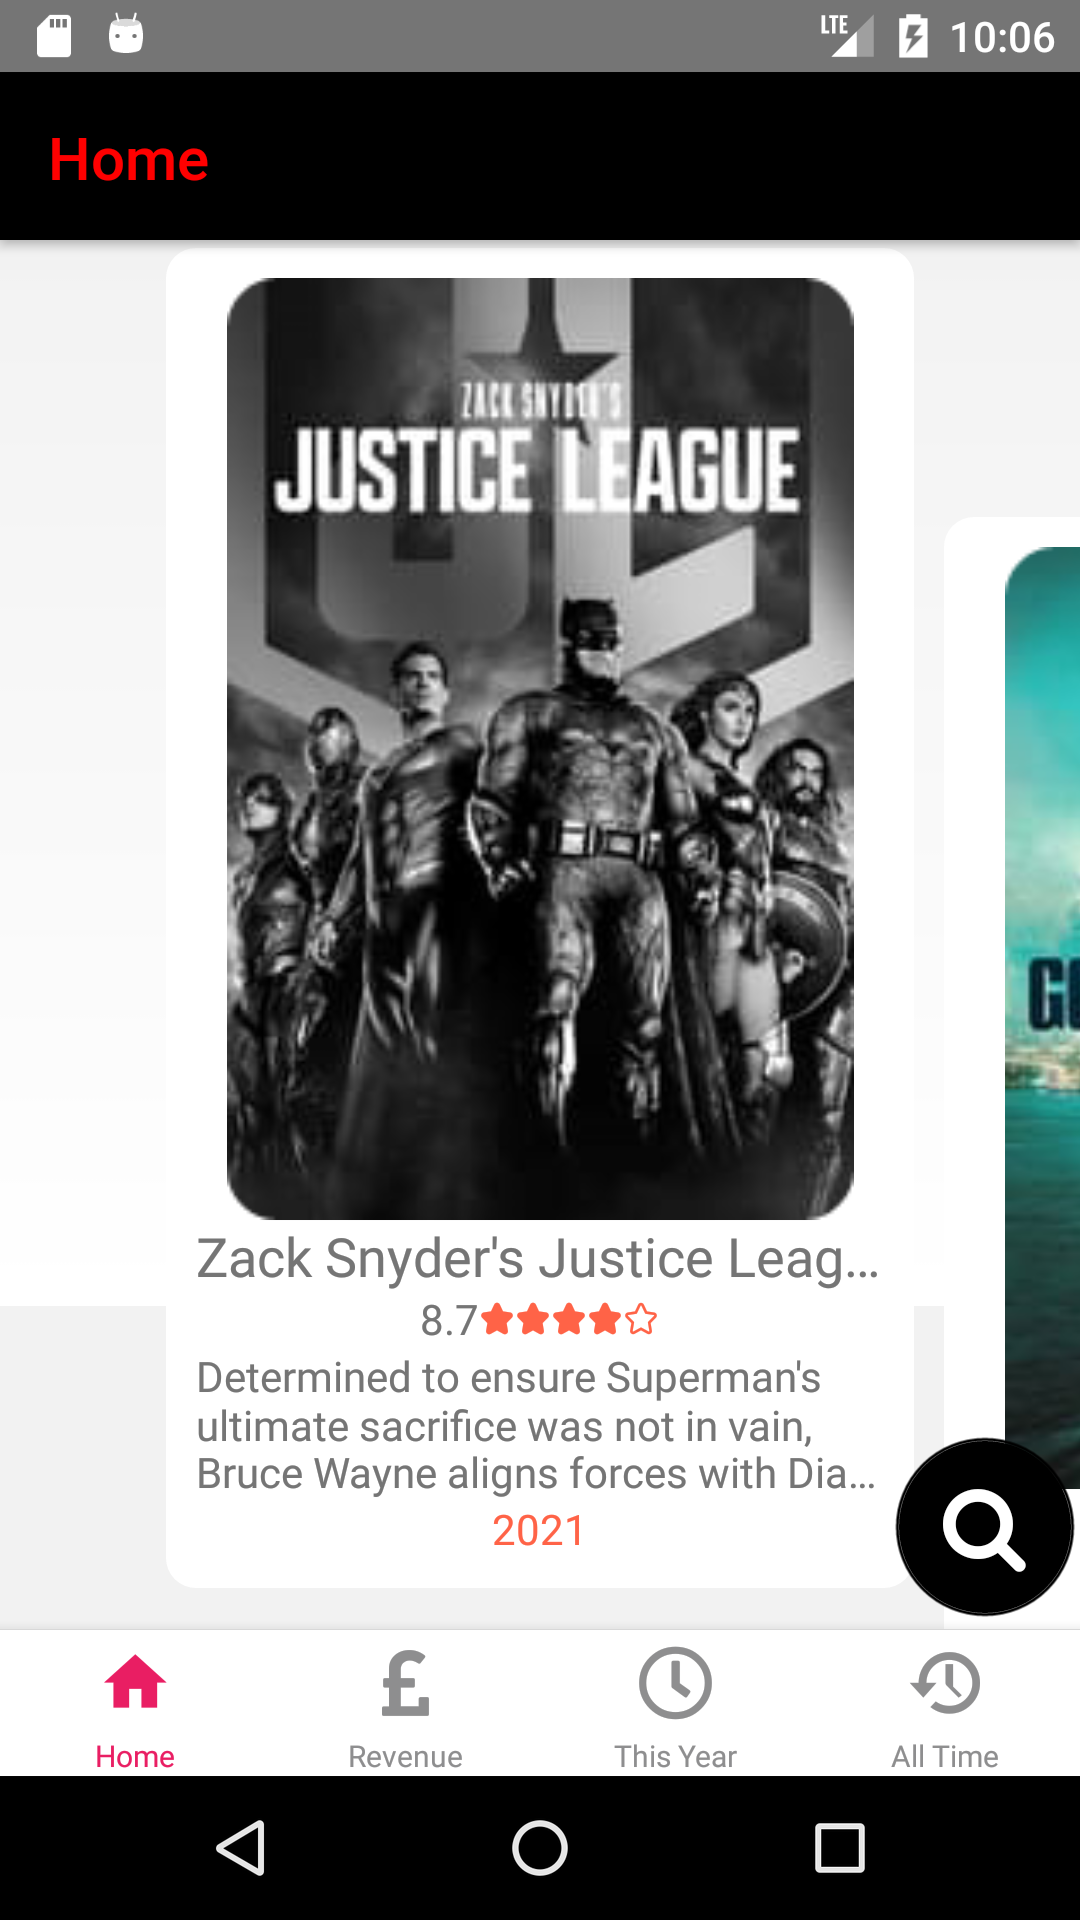 LTE 10:06
Home
ZACK SNYDER'S
JUSTICE LEAGUE
Zack Snyder's Justice Leag...
8.7
Determined to ensure Superman's
ultimate sacrifice was not in vain,
Bruce Wayne aligns forces with Dia...
2021
Home
Revenue
This Year
All Time